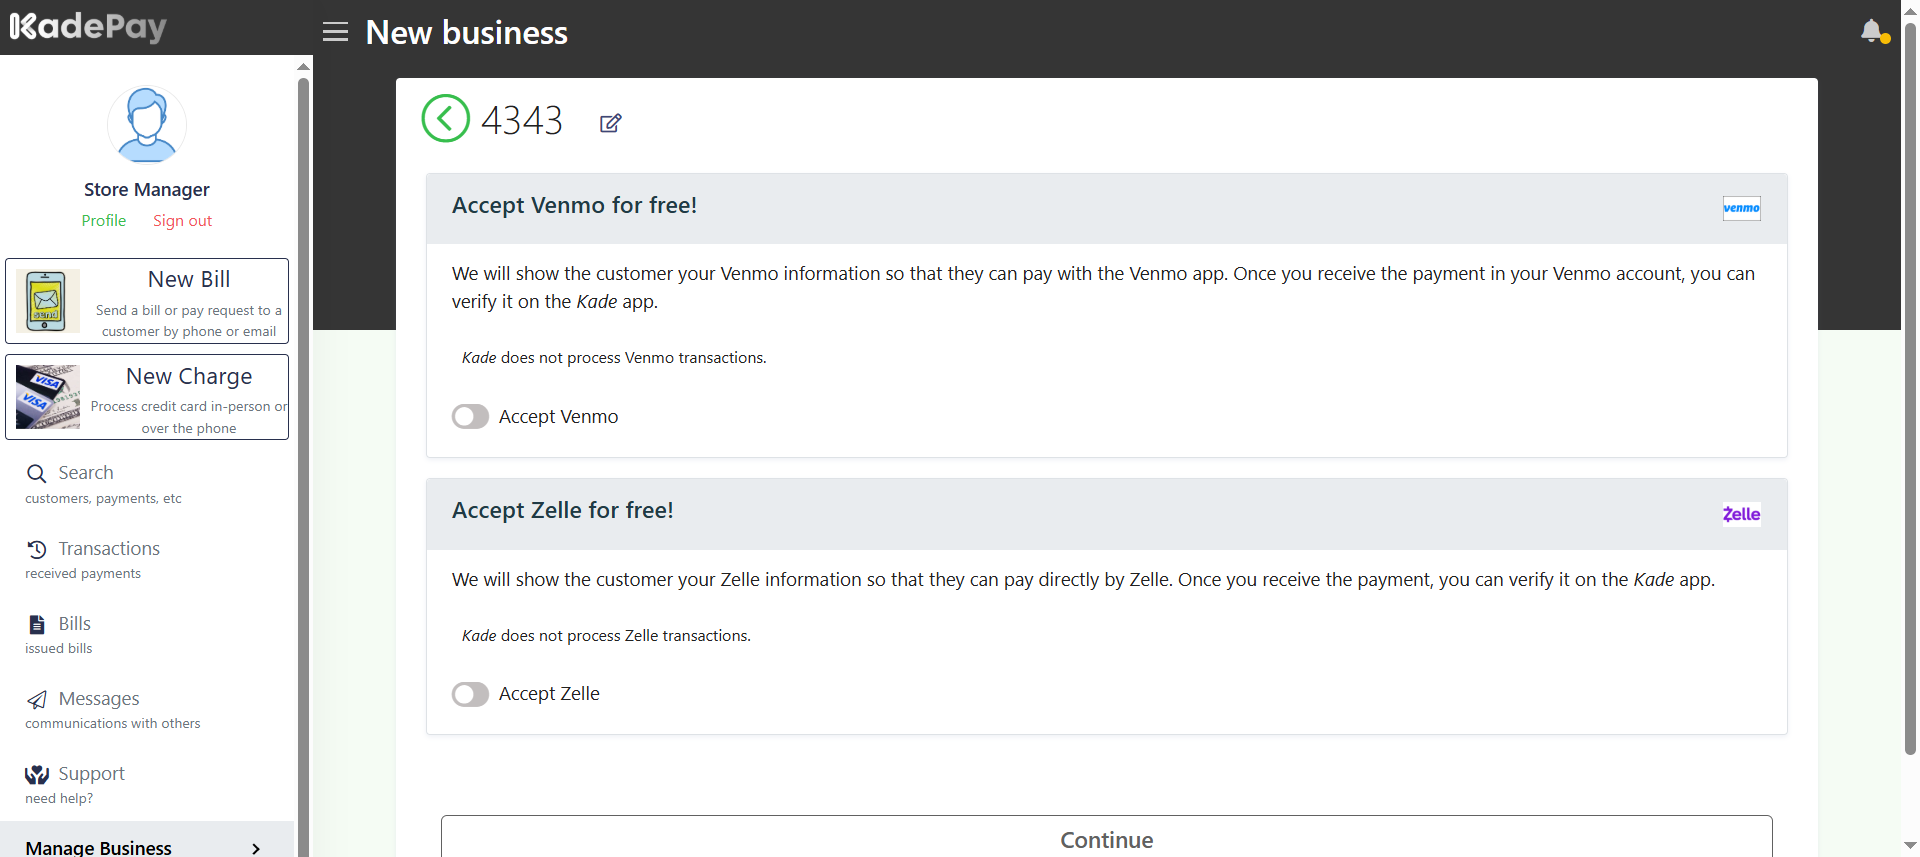 KadePay
New business
Store Manager
Profile Sign out
New Bill
Send a bill or pay request to a
customer by phone or email
send
New Charge
Process credit card in-person or
over the phone
VISA
VISA
Search
customers, payments, etc
Transactions
received payments
Bills
issued bills
Messages
communications with others
Support
need help?
Manage Business
4343
Accept Venmo for free!
venmo
We will show the customer your Venmo information so that they can pay with the Venmo app. Once you receive the payment in your Venmo account, you can
verify it on the Kade app.
Kade does not process Venmo transactions.
Accept Venmo
Accept Zelle for free!
Zelle
We will show the customer your Zelle information so that they can pay directly by Zelle. Once you receive the payment, you can verify it on the Kade app.
Kade does not process Zelle transactions.
Accept Zelle
Continue